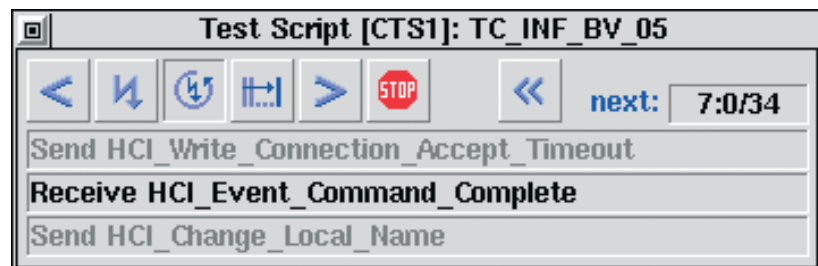 Test Script [CTS1]: TC_INF_BV_05
STOP next: 7:0/34
Send HCI_Write_Connection_Accept_Timeout
Receive HCI_Event_Command_Complete
Send HCI_Change_Local_Name